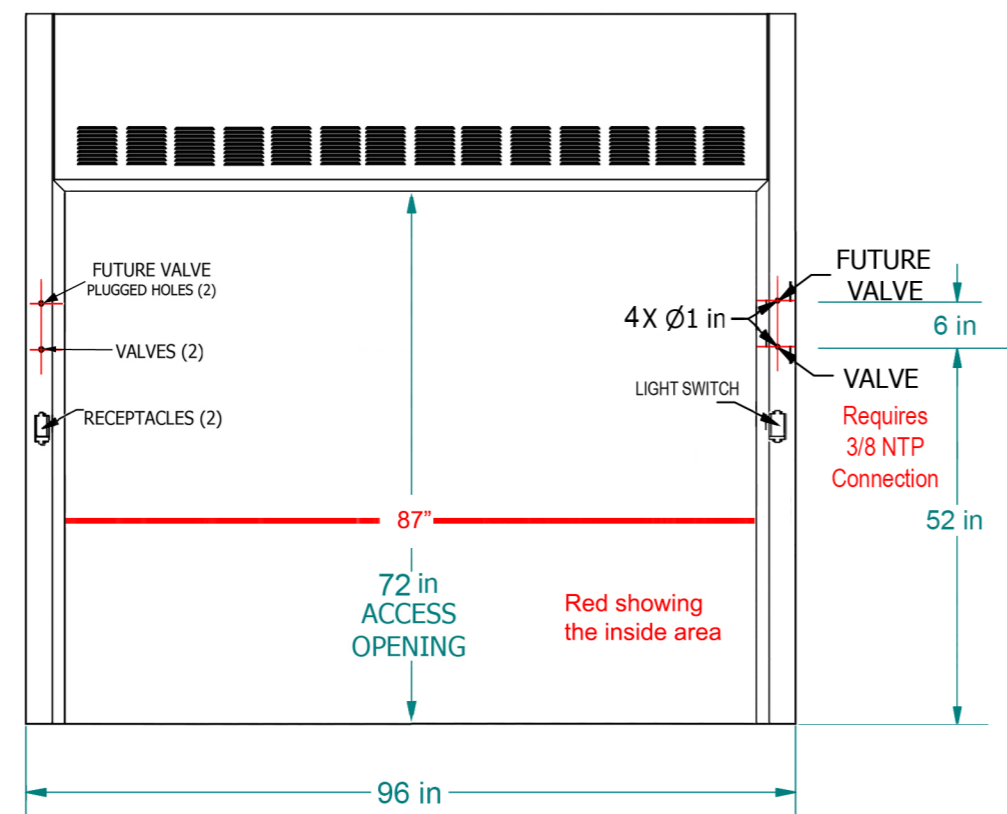 FUTURE VALVE
PLUGGED HOLES (2)
VALVES (2)
RECEPTACLES (2)
FUTURE
VALVE
4X Ø1 in
6 in
VALVE
LIGHT SWITCH
Requires
3/8 NTP
Connection
52 in
87”
72 in
ACCESS
OPENING
Red showing
the inside area
96 in